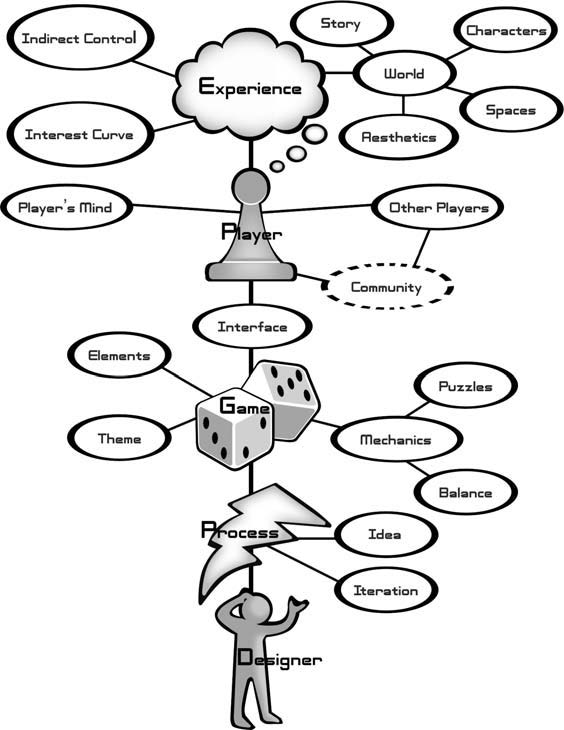 Story
Characters
Indirect Control
World
Experience
Spaces
Interest Curve
Aesthetics
Player's Mind
Other Players
Player
Community
Interface
Elements
Puzzles
Game
Theme
Mechanics
Balance
Process
Idea
Iteration
Designer